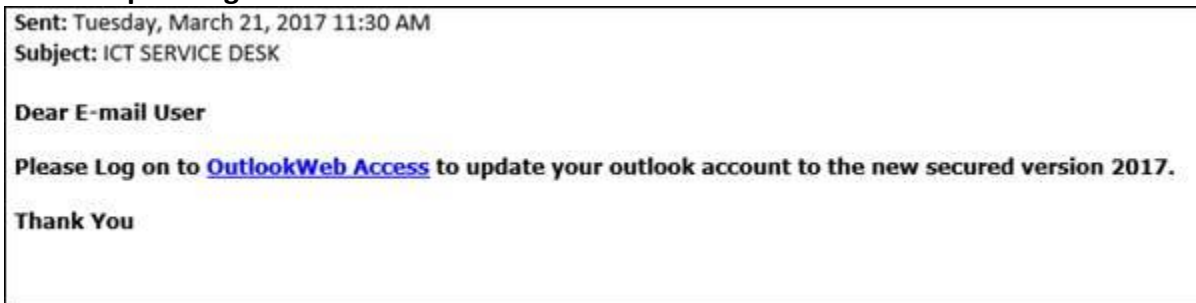 Sent: Tuesday, March 21, 2017 11:30 AM
Subject: ICT SERVICE DESK
Dear E-mail User
Please Log on to OutlookWeb Access to update your outlook account to the new secured version 2017.
Thank You